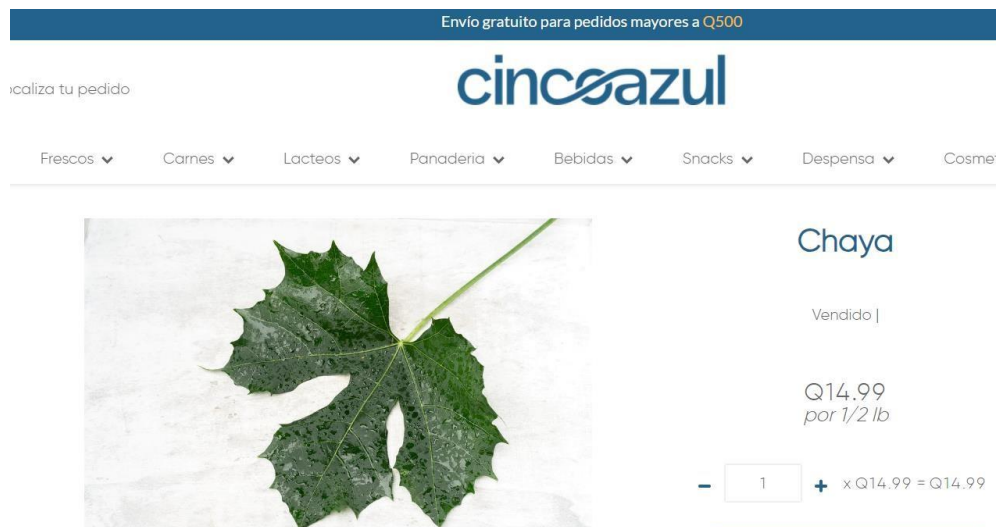 Envío gratuito para pedidos mayores a Q500
tu pedido
cincoazul
Frescos Carnes Lacteos Panaderia Bebidas Snacks Despensa
Chaya
Vendido |
Q14.99
por 1/2 lb
- 1 + x Q14.99 = Q14.99